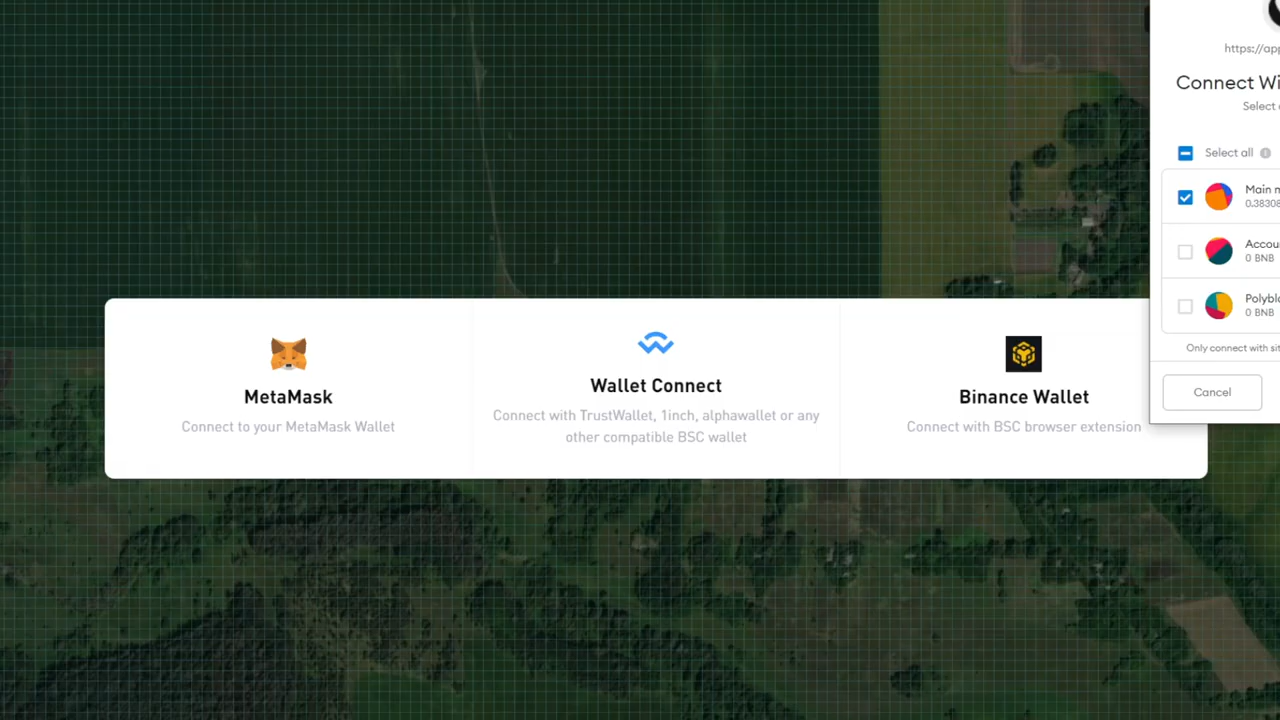 MetaMask
Connect to your MetaMask Wallet
Wallet Connect
Connect with TrustWallet, 1inch, alphawallet or any
other compatible BSC wallet
Binance Wallet
Connect with BSC browser extension
https://app
Connect Wi
Select
Select all
Main
0.38308
Accou
0 BNB
Polybl
0 BNB
Only connect with sit
Cancel